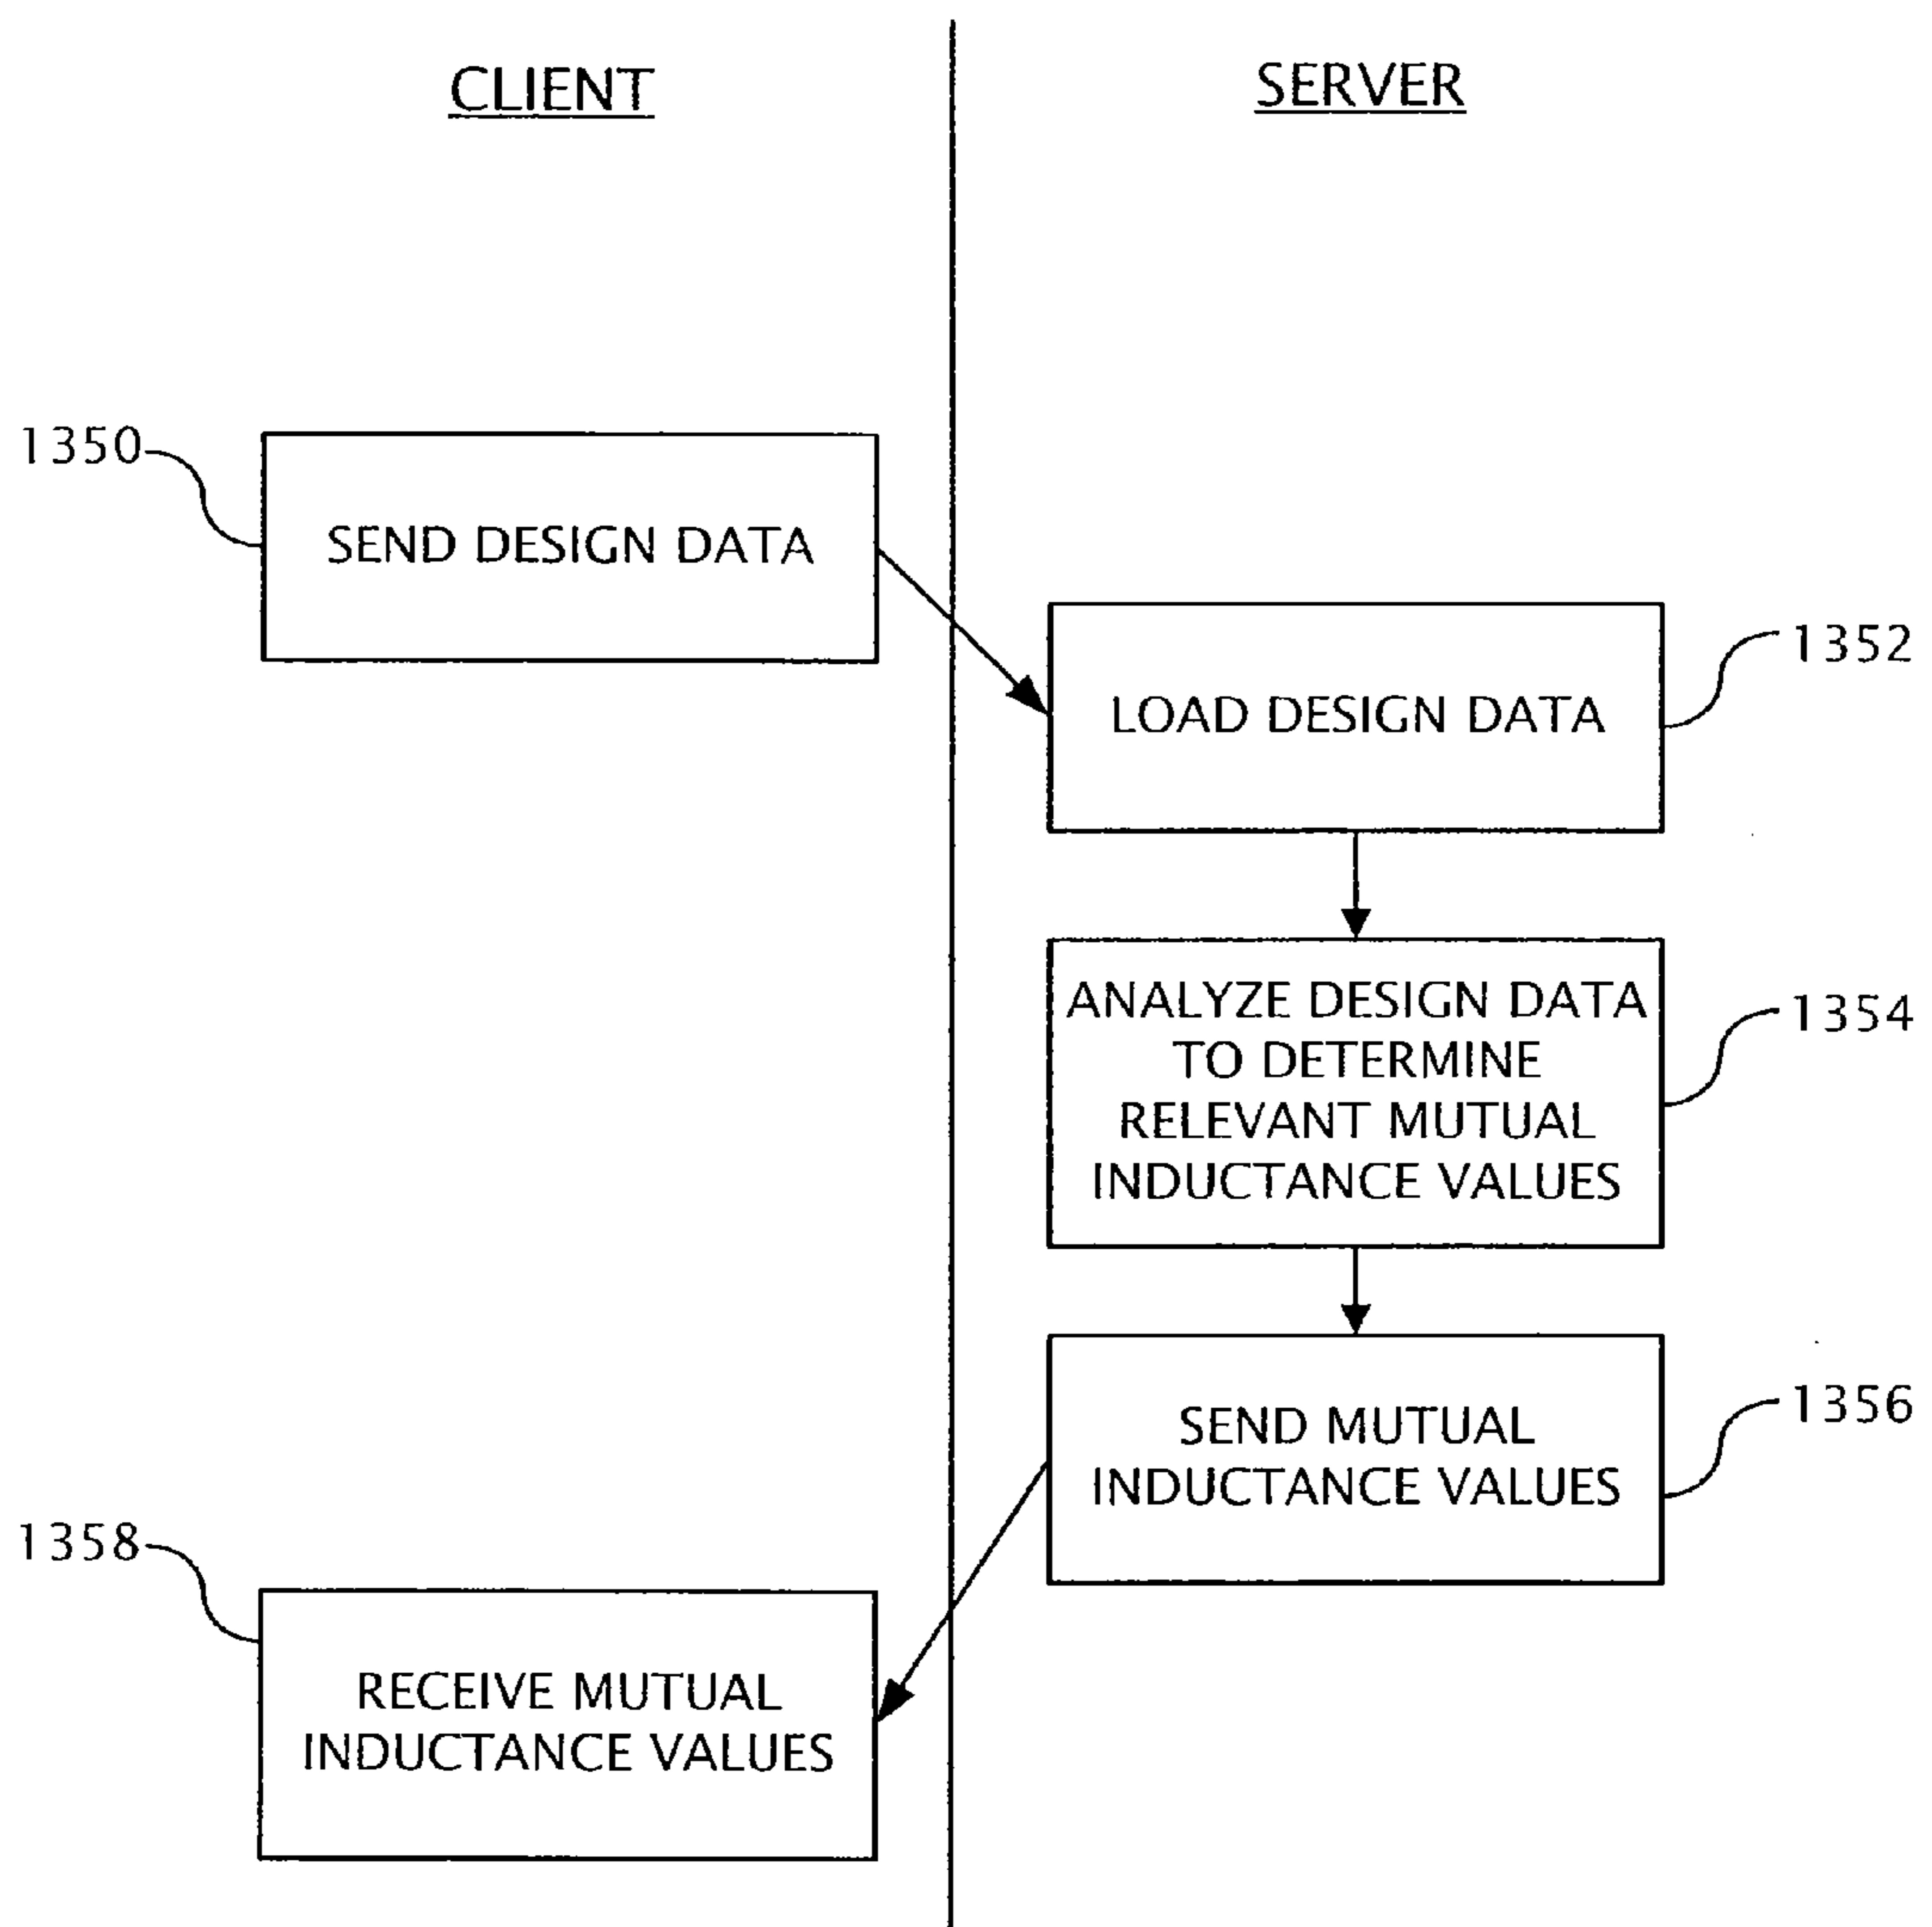 CLIENT
SERVER
1350
SEND DESIGN DATA
1352
LOAD DESIGN DATA
ANALYZE DESIGN DATA
TO DETERMINE
RELEVANT MUTUAL
INDUCTANCE VALUES
1354
SEND MUTUAL
INDUCTANCE VALUES
1356
1358
RECEIVE MUTUAL
INDUCTANCE VALUES